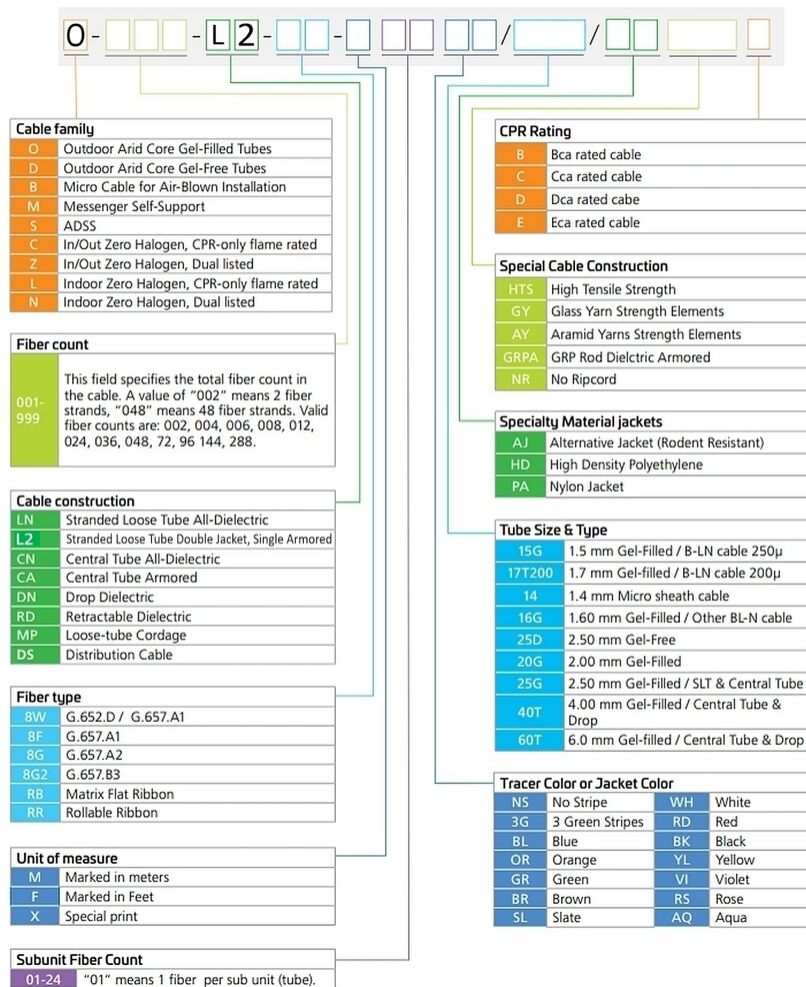 O - - L 2 - - / /
Cable family
O Outdoor Arid Core Gel-Filled Tubes
D Outdoor Arid Core Gel-Free Tubes
B Micro Cable for Air-Blown Installation
M Messenger Self-Support
S ADSS
C In/Out Zero Halogen, CPR-only flame rated
Z In/Out Zero Halogen, Dual listed
L Indoor Zero Halogen, CPR-only flame rated
N Indoor Zero Halogen, Dual listed
Fiber count
001-
999
This field specifies the total fiber count in
the cable. A value of "002" means 2 fiber
strands, "048" means 48 fiber strands. Valid
fiber counts are: 002, 004, 006, 008, 012,
024, 036, 048, 72, 96 144, 288.
Cable construction
LN Stranded Loose Tube All-Dielectric
L2 Stranded Loose Tube Double Jacket, Single Armored
CN Central Tube All-Dielectric
CA Central Tube Armored
DN Drop Dielectric
RD Retractable Dielectric
MP Loose-tube Cordage
DS Distribution Cable
Fiber type
8W G.652.D / G.657.A1
8F G.657.A1
8G G.657.A2
8G2 G.657.B3
RB Matrix Flat Ribbon
RR Rollable Ribbon
Unit of measure
M Marked in meters
F Marked in Feet
X Special print
Subunit Fiber Count
01-24 "01" means 1 fiber per sub unit (tube).
CPR Rating
B Bca rated cable
C Cca rated cable
D Dca rated cabe
E Eca rated cable
Special Cable Construction
HTS High Tensile Strength
GY Glass Yarn Strength Elements
AY Aramid Yarns Strength Elements
GRPA GRP Rod Dielctric Armored
NR No Ripcord
Specialty Material jackets
AJ Alternative Jacket (Rodent Resistant)
HD High Density Polyethylene
PA Nylon Jacket
Tube Size & Type
15G 1.5 mm Gel-Filled / B-LN cable 250µ
17T200 1.7 mm Gel-filled / B-LN cable 200µ
14 1.4 mm Micro sheath cable
16G 1.60 mm Gel-Filled / Other BL-N cable
25D 2.50 mm Gel-Free
20G 2.00 mm Gel-Filled
25G 2.50 mm Gel-Filled / SLT & Central Tube
40T 4.00 mm Gel-Filled / Central Tube &
Drop
60T 6.0 mm Gel-filled / Central Tube & Drop
Tracer Color or Jacket Color
NS No Stripe WH White
3G 3 Green Stripes RD Red
BL Blue BK Black
OR Orange YL Yellow
GR Green VI Violet
BR Brown RS Rose
SL Slate AQ Aqua